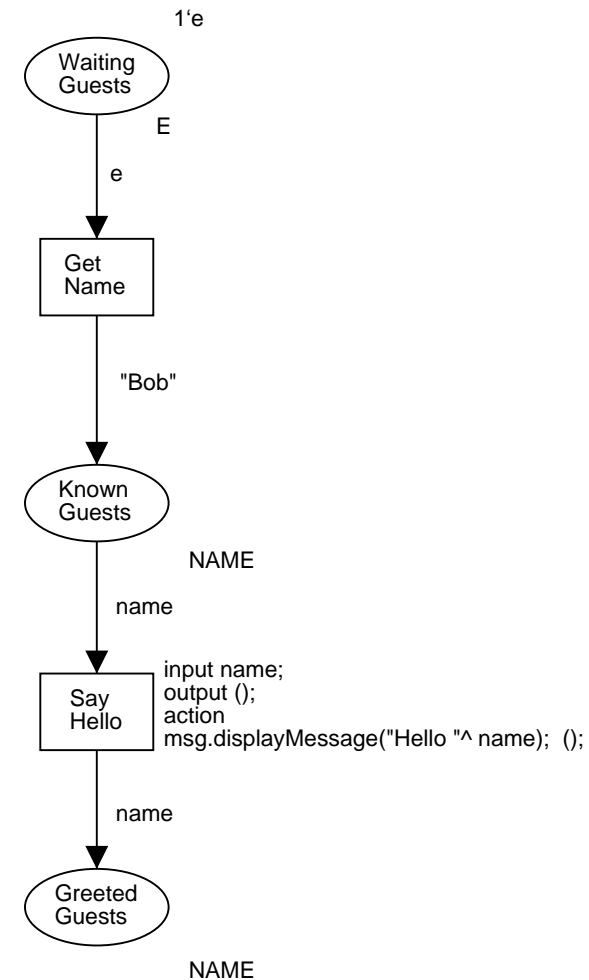 1‘e
Waiting
Guests
E
e
Get
Name
"Bob"
Known
Guests
NAME
name
input name;
output ();
action
msg.displayMessage("Hello "^ name);  ();
Say
Hello
name
Greeted
Guests
NAME